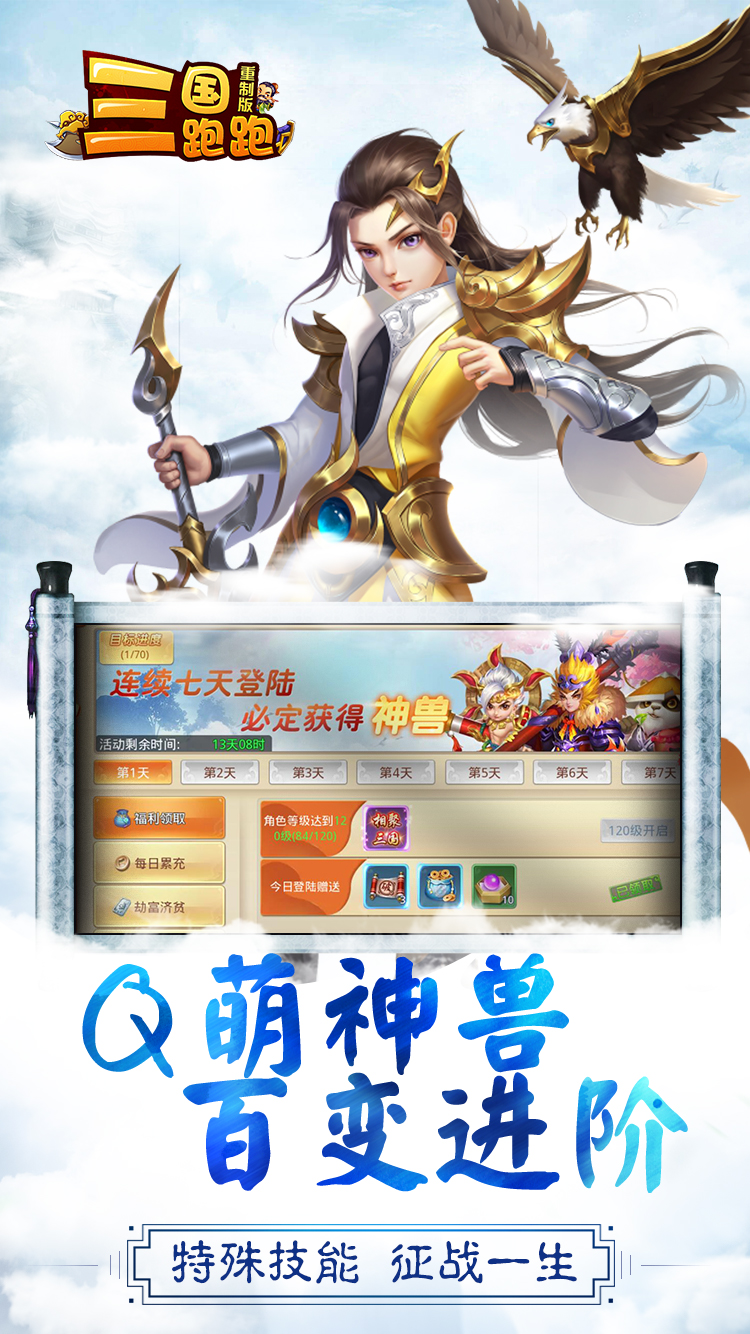 三国跑跑
重制版
目标进度
(1/70)
连续七天登陆
必定获得 神兽
活动剩余时间: 13天08时
第1天 第2天 第3天 第4天 第5天 第6天 第7天
福利领取
角色等级达到12
0级(84/120)
相聚
三国
120级开启
每日累充
今日登陆赠送
破
3
10
已领取
劫富济贫
Q萌神兽
百变进阶
特殊技能 征战一生